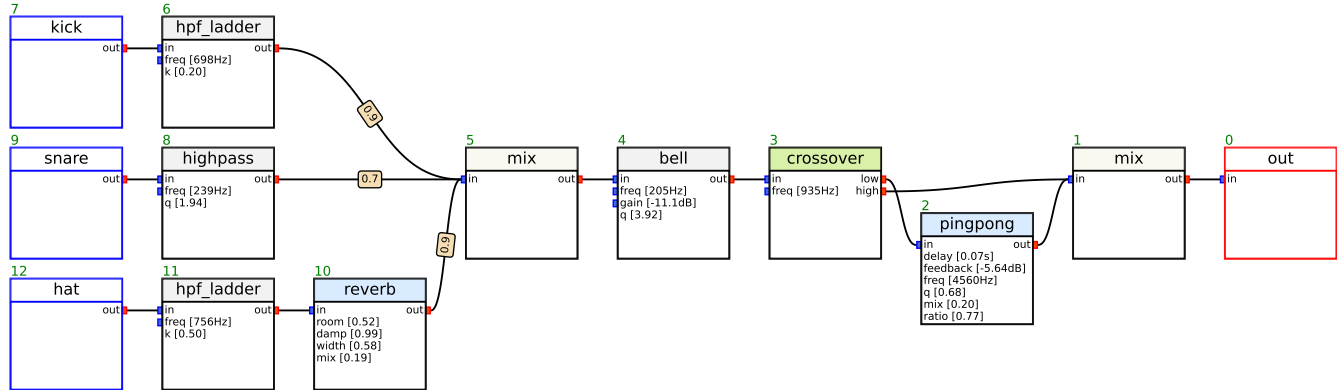 7
kick
out
6
hpf_ladder
in out
freq [698Hz]
k [0.20]
0.9
9
snare
out
8
highpass
in out
freq [239Hz]
q [1.94]
0.7
12
hat
out
11
hpf_ladder
in out
freq [756Hz]
k [0.50]
10
reverb
in out
room [0.52]
damp [0.99]
width [0.58]
mix [0.19]
0.9
5
mix
in out
4
bell
in out
freq [205Hz]
gain [-11.1dB]
q [3.92]
3
crossover
in low
freq [935Hz] high
2
pingpong
in out
delay [0.07s]
feedback [-5.64dB]
freq [4560Hz]
q [0.68]
mix [0.20]
ratio [0.77]
1
mix
in out
0
out
in